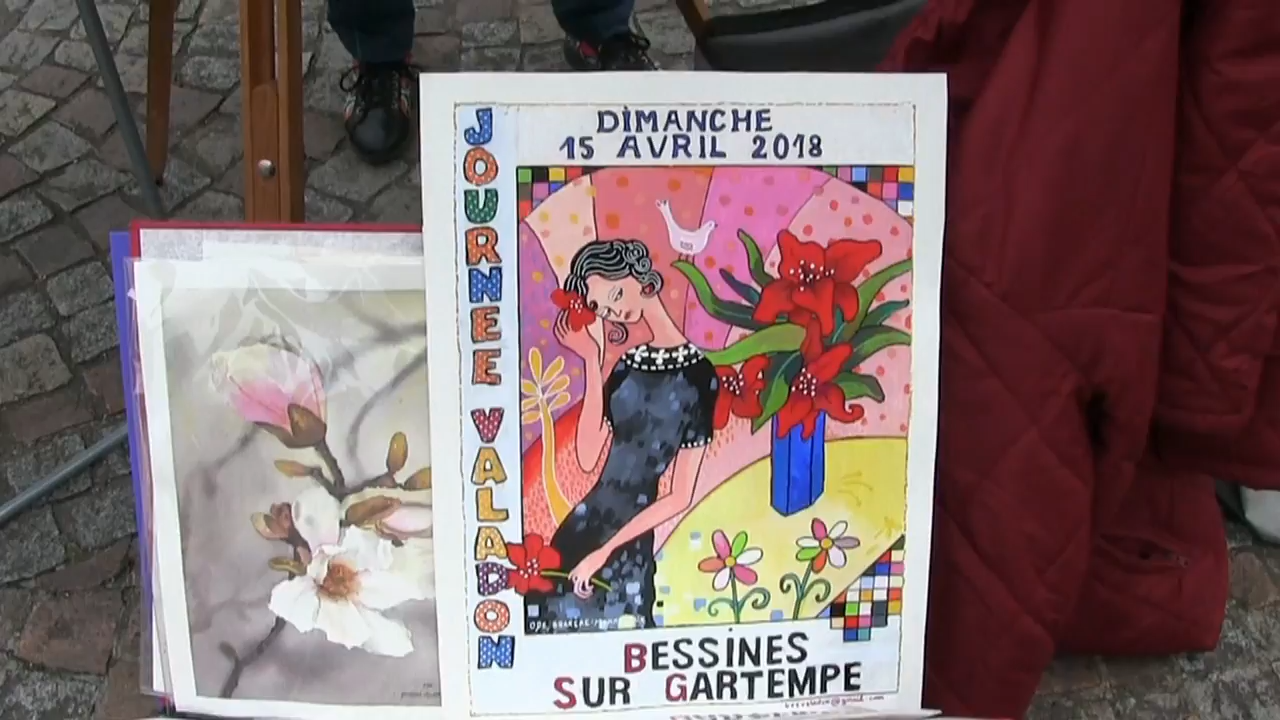 DIMANCHE
15 AVRIL 2018
JOURNEE VALADON
BESSINES
SUR GARTEMPE